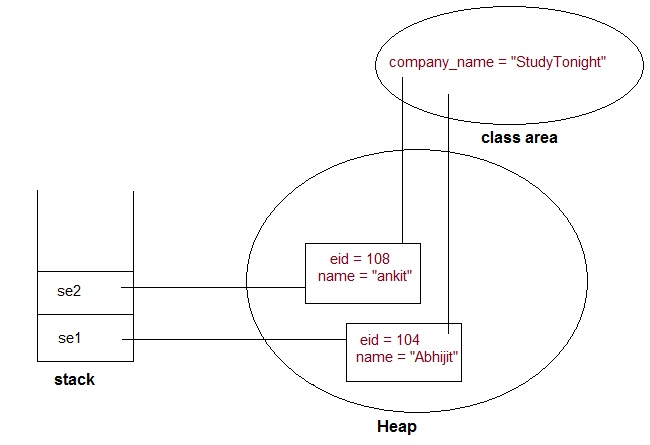 company_name = "StudyTonight"
class area
eid = 108
name = "ankit"
se2
se1
eid = 104
name = "Abhijit"
stack
Heap